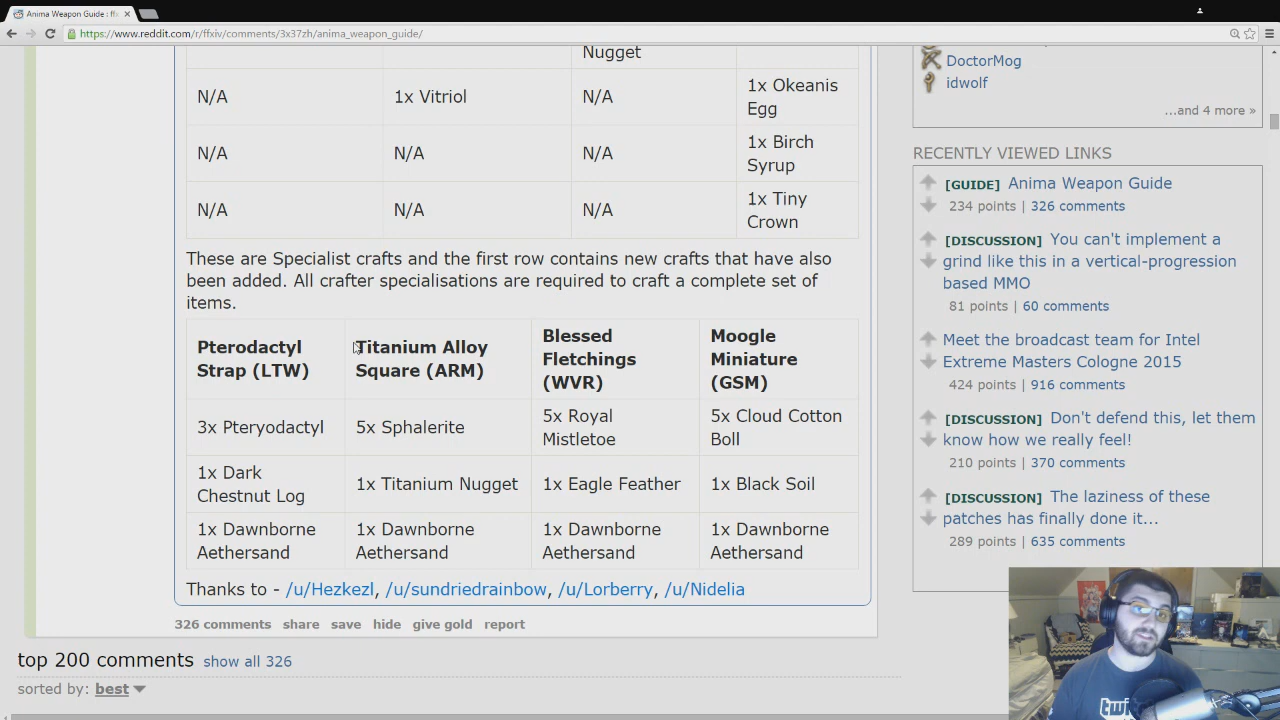 Anima Weapon Guide : ffx
https://www.reddit.com/r/ffxiv/comments/3x37zh/anima_weapon_guide/
Nugget
N/A
1x Vitriol
N/A
1x Okeanis
Egg
N/A
N/A
N/A
1x Birch
Syrup
N/A
N/A
N/A
1x Tiny
Crown
These are Specialist crafts and the first row contains new crafts that have also
been added. All crafter specialisations are required to craft a complete set of
items.
Pterodactyl
Strap (LTW)
Titanium Alloy
Square (ARM)
Blessed
Fletchings
(WVR)
Moogle
Miniature
(GSM)
3x Pteryodactyl
5x Sphalerite
5x Royal
Mistletoe
5x Cloud Cotton
Boll
1x Dark
Chestnut Log
1x Titanium Nugget
1x Eagle Feather
1x Black Soil
1x Dawnborne
Aethersand
1x Dawnborne
Aethersand
1x Dawnborne
Aethersand
1x Dawnborne
Aethersand
Thanks to - /u/Hezkezl, /u/sundriedrainbow, /u/Lorberry, /u/Nidelia
326 comments share save hide give gold report
top 200 comments show all 326
sorted by: best
DoctorMog
idwolf
...and 4 more »
RECENTLY VIEWED LINKS
[GUIDE] Anima Weapon Guide
234 points | 326 comments
[DISCUSSION] You can't implement a
grind like this in a vertical-progression
based MMO
81 points | 60 comments
Meet the broadcast team for Intel
Extreme Masters Cologne 2015
424 points | 916 comments
[DISCUSSION] Don't defend this, let them
know how we really feel!
210 points | 370 comments
[DISCUSSION] The laziness of these
patches has finally done it...
289 points | 635 comments